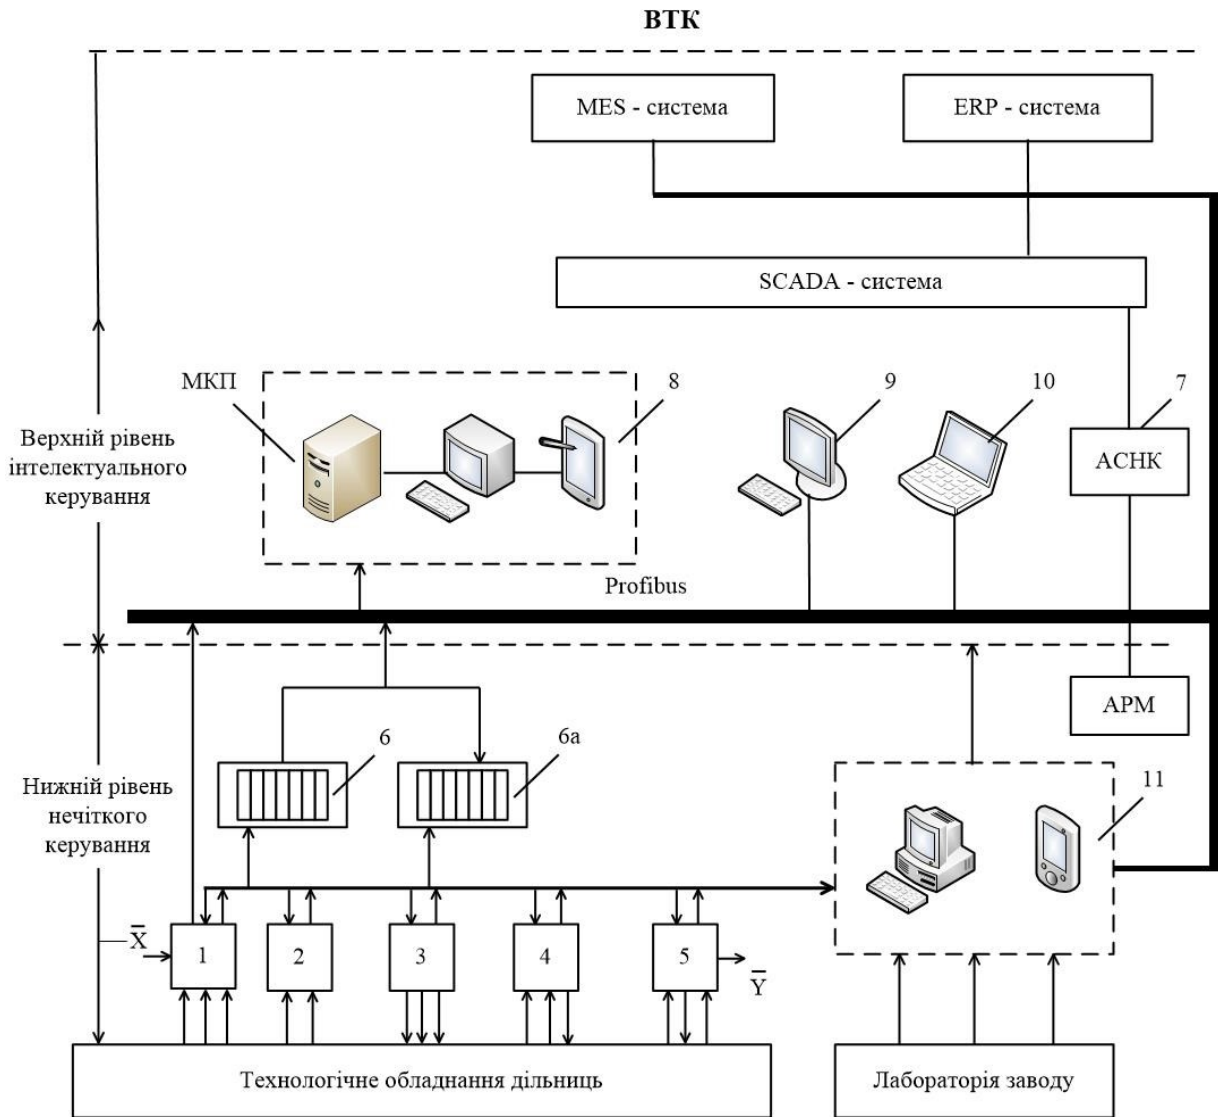 ВТК
MES - система
ERP - система
SCADA - система
МКП
8
9
10
7
АСНК
Верхній рівень
інтелектуального
керування
Profibus
АРМ
6
6а
11
Нижній рівень
нечіткого
керування
X̅
1
2
3
4
5
Y̅
Технологічне обладнання дільниць
Лабораторія заводу